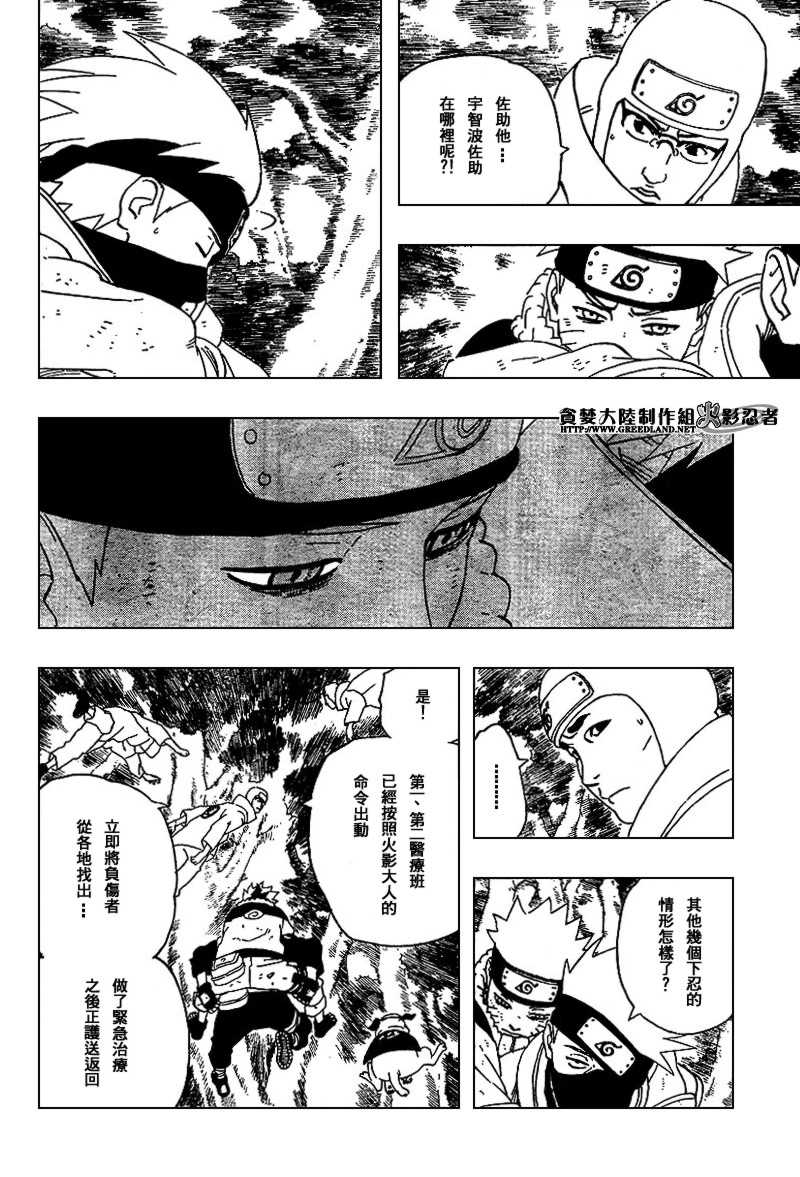 佐助他…
宇智波佐助
在哪裡呢?!
貪婪大陸制作組 火影忍者
HTTP://WWW.GREEDLAND.NET
………
其他幾個下忍的
情形怎樣了?
是!
第一、第二醫療班
已經按照火影大人的
命令出動
立即將負傷者
從各地找出…
做了緊急治療
之後正護送返回